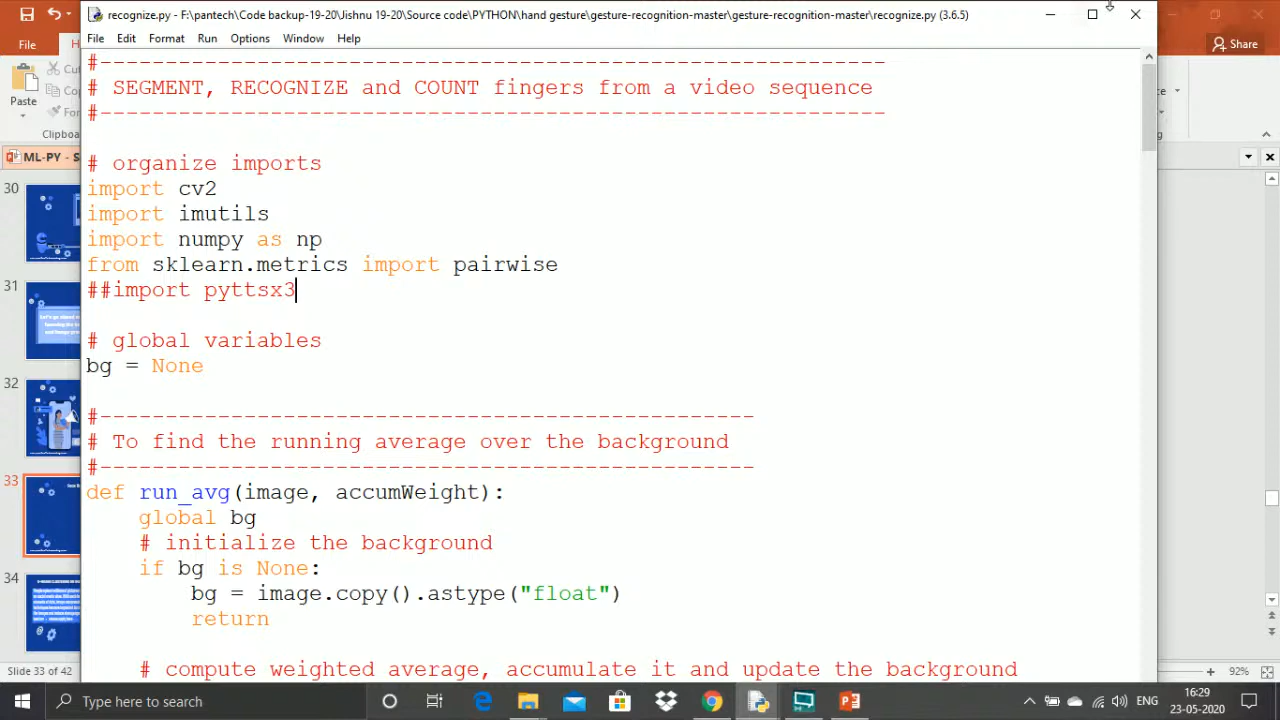 recognize.py - F:\pantech\Code backup-19-20\Jishnu 19-20\Source code\PYTHON\hand gesture\gesture-recognition-master\gesture-recognition-master\recognize.py (3.6.5)
File Edit Format Run Options Window Help
File
Share
Paste
Clipboard
ML-PY - S
#------------------------------------------------------------
# SEGMENT, RECOGNIZE and COUNT fingers from a video sequence
#------------------------------------------------------------
# organize imports
import cv2
import imutils
import numpy as np
from sklearn.metrics import pairwise
##import pyttsx3
# global variables
bg = None
#--------------------------------------------------
# To find the running average over the background
#--------------------------------------------------
def run_avg(image, accumWeight):
    global bg
    # initialize the background
    if bg is None:
        bg = image.copy().astype("float")
        return
    # compute weighted average, accumulate it and update the background
30
31
32
33
34
Slide 33 of 42
92%
Type here to search
ENG
16:29
23-05-2020